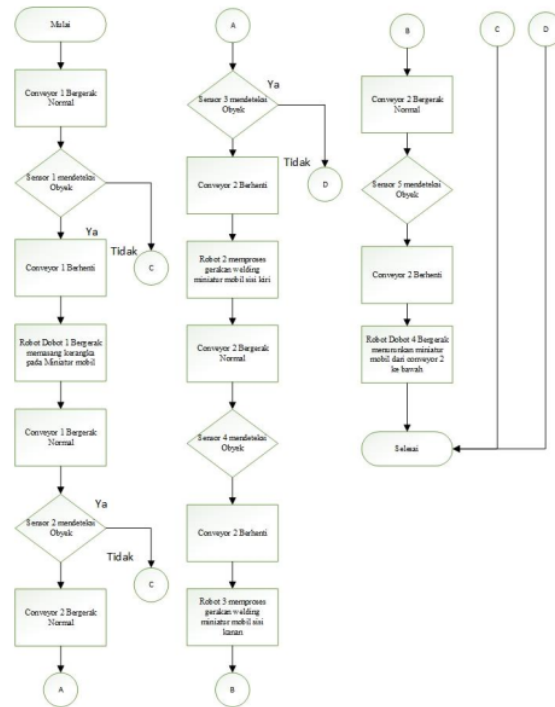 Mulai
Conveyor 1 Bergerak
Normal
Sensor 1 mendeteksi
Obyek
Ya
Tidak
C
Conveyor 1 Berhenti
Robot Dobot 1 Bergerak
memasang kerangka
pada Miniatur mobil
Conveyor 1 Bergerak
Normal
Sensor 2 mendeteksi
Obyek
Ya
Tidak
C
Conveyor 2 Bergerak
Normal
A
A
Sensor 3 mendeteksi
Obyek
Ya
Tidak
D
Conveyor 2 Berhenti
Robot 2 memproses
gerakan welding
miniatur mobil sisi kiri
Conveyor 2 Bergerak
Normal
Sensor 4 mendeteksi
Obyek
Conveyor 2 Berhenti
Robot 3 memproses
gerakan welding
miniatur mobil sisi
kanan
B
B
Conveyor 2 Bergerak
Normal
Sensor 5 mendeteksi
Obyek
Conveyor 2 Berhenti
Robot Dobot 4 Bergerak
menurunkan miniatur
mobil dari conveyor 2
ke bawah
Selesai
C
D